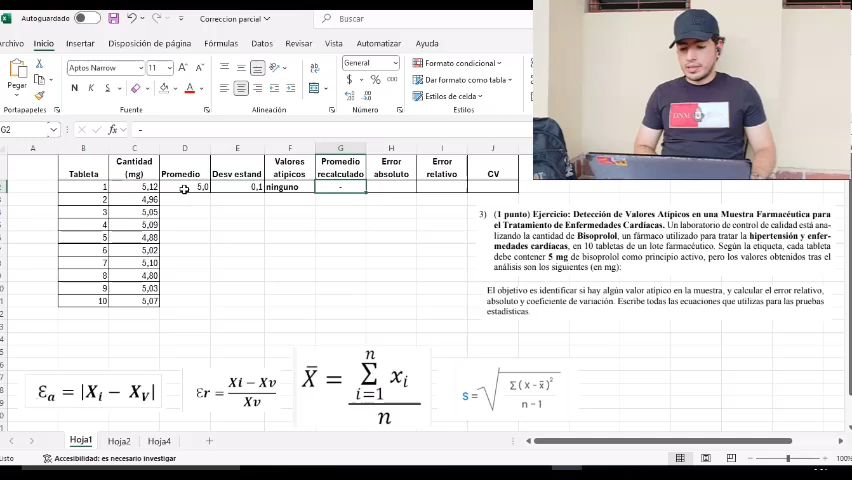 Autoguardado
Correccion parcial
Buscar
Archivo Inicio Insertar Disposición de página Fórmulas Datos Revisar Vista Automatizar Ayuda
Pegar
Aptos Narrow 11
General
Formato condicional
Dar formato como tabla
Estilos de celda
N K S
$ % 000
Portapapeles Fuente Alineación Número Estilos
G2 fx -
A B C D E F G H I J
Tableta Cantidad (mg) Promedio Desv estand Valores atipicos Promedio recalculado Error absoluto Error relativo CV
1 5,12 5,0 0,1 ninguno -
2 4,96
3 5,05
4 5,09
5 4,88
6 5,02
7 5,10
8 4,80
9 5,03
10 5,07
3) (1 punto) Ejercicio: Detección de Valores Atípicos en una Muestra Farmacéutica para
el Tratamiento de Enfermedades Cardíacas. Un laboratorio de control de calidad está ana-
lizando la cantidad de Bisoprolol, un fármaco utilizado para tratar la hipertensión y enfer-
medades cardíacas, en 10 tabletas de un lote farmacéutico. Según la etiqueta, cada tableta
debe contener 5 mg de bisoprolol como principio activo, pero los valores obtenidos tras el
análisis son los siguientes (en mg):
El objetivo es identificar si hay algún valor atípico en la muestra, y calcular el error relativo,
absoluto y coeficiente de variación. Escribe todas las ecuaciones que utilizas para las pruebas
estadísticas.
Ɛa = |Xi − XV|
Ɛr = Xi − Xv / Xv
X̄ = Σ i=1 n xi / n
S = √ Σ(X - x̄)² / n - 1
Hoja1 Hoja2 Hoja4
Listo Accesibilidad: es necesario investigar
100%